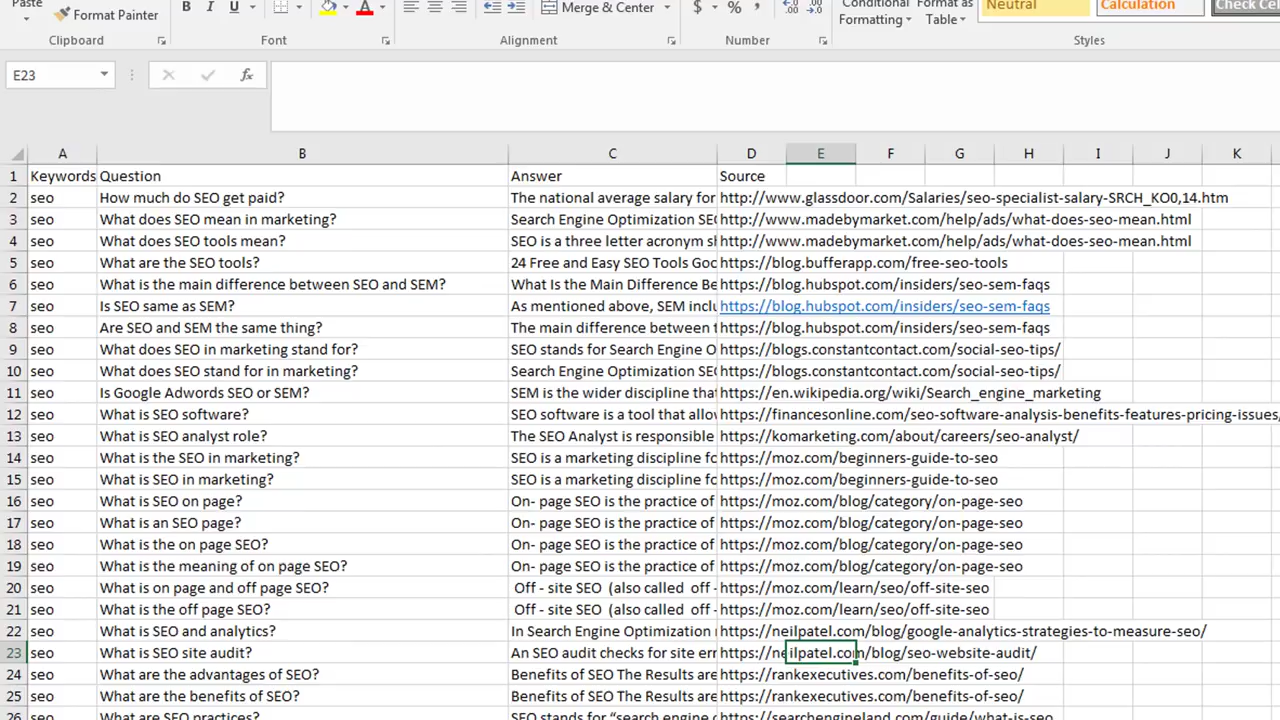 Paste Format Painter B I U A Merge & Center $ % , .00 Conditional Formatting Format as Table Neutral Calculation Check Cel
Clipboard Font Alignment Number Styles
E23 fx
A B C D E F G H I J K
1 Keywords Question Answer Source
2 seo How much do SEO get paid? The national average salary for http://www.glassdoor.com/Salaries/seo-specialist-salary-SRCH_KO0,14.htm
3 seo What does SEO mean in marketing? Search Engine Optimization SEO http://www.madebymarket.com/help/ads/what-does-seo-mean.html
4 seo What does SEO tools mean? SEO is a three letter acronym sh http://www.madebymarket.com/help/ads/what-does-seo-mean.html
5 seo What are the SEO tools? 24 Free and Easy SEO Tools Goo https://blog.bufferapp.com/free-seo-tools
6 seo What is the main difference between SEO and SEM? What Is the Main Difference Be https://blog.hubspot.com/insiders/seo-sem-faqs
7 seo Is SEO same as SEM? As mentioned above, SEM inclu https://blog.hubspot.com/insiders/seo-sem-faqs
8 seo Are SEO and SEM the same thing? The main difference between t https://blog.hubspot.com/insiders/seo-sem-faqs
9 seo What does SEO in marketing stand for? SEO stands for Search Engine O https://blogs.constantcontact.com/social-seo-tips/
10 seo What does SEO stand for in marketing? Search Engine Optimization SEO https://blogs.constantcontact.com/social-seo-tips/
11 seo Is Google Adwords SEO or SEM? SEM is the wider discipline that https://en.wikipedia.org/wiki/Search_engine_marketing
12 seo What is SEO software? SEO software is a tool that allow https://financesonline.com/seo-software-analysis-benefits-features-pricing-issues/
13 seo What is SEO analyst role? The SEO Analyst is responsible https://komarketing.com/about/careers/seo-analyst/
14 seo What is the SEO in marketing? SEO is a marketing discipline fo https://moz.com/beginners-guide-to-seo
15 seo What is SEO in marketing? SEO is a marketing discipline fo https://moz.com/beginners-guide-to-seo
16 seo What is SEO on page? On- page SEO is the practice of https://moz.com/blog/category/on-page-seo
17 seo What is an SEO page? On- page SEO is the practice of https://moz.com/blog/category/on-page-seo
18 seo What is the on page SEO? On- page SEO is the practice of https://moz.com/blog/category/on-page-seo
19 seo What is the meaning of on page SEO? On- page SEO is the practice of https://moz.com/blog/category/on-page-seo
20 seo What is on page and off page SEO? Off - site SEO (also called off - https://moz.com/learn/seo/off-site-seo
21 seo What is the off page SEO? Off - site SEO (also called off - https://moz.com/learn/seo/off-site-seo
22 seo What is SEO and analytics? In Search Engine Optimization https://neilpatel.com/blog/google-analytics-strategies-to-measure-seo/
23 seo What is SEO site audit? An SEO audit checks for site err https://neilpatel.com/blog/seo-website-audit/
24 seo What are the advantages of SEO? Benefits of SEO The Results are https://rankexecutives.com/benefits-of-seo/
25 seo What are the benefits of SEO? Benefits of SEO The Results are https://rankexecutives.com/benefits-of-seo/
26 seo What are SEO practices? SEO stands for “search engine https://searchengineland.com/guide/what-is-seo